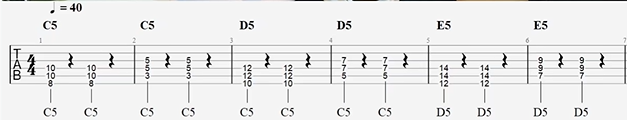 ♩ = 40
C5 C5 D5 D5 E5 E5
1 2 3 4 5 6 7
T 4 5 5 7 7 9 9
A 4 10 10 5 5 12 12 7 7 14 14 9 9
B 10 10 3 3 12 12 5 5 14 14 7 7
8 8 10 10 12 12
C5 C5 C5 C5 C5 C5 C5 C5 D5 D5 D5 D5